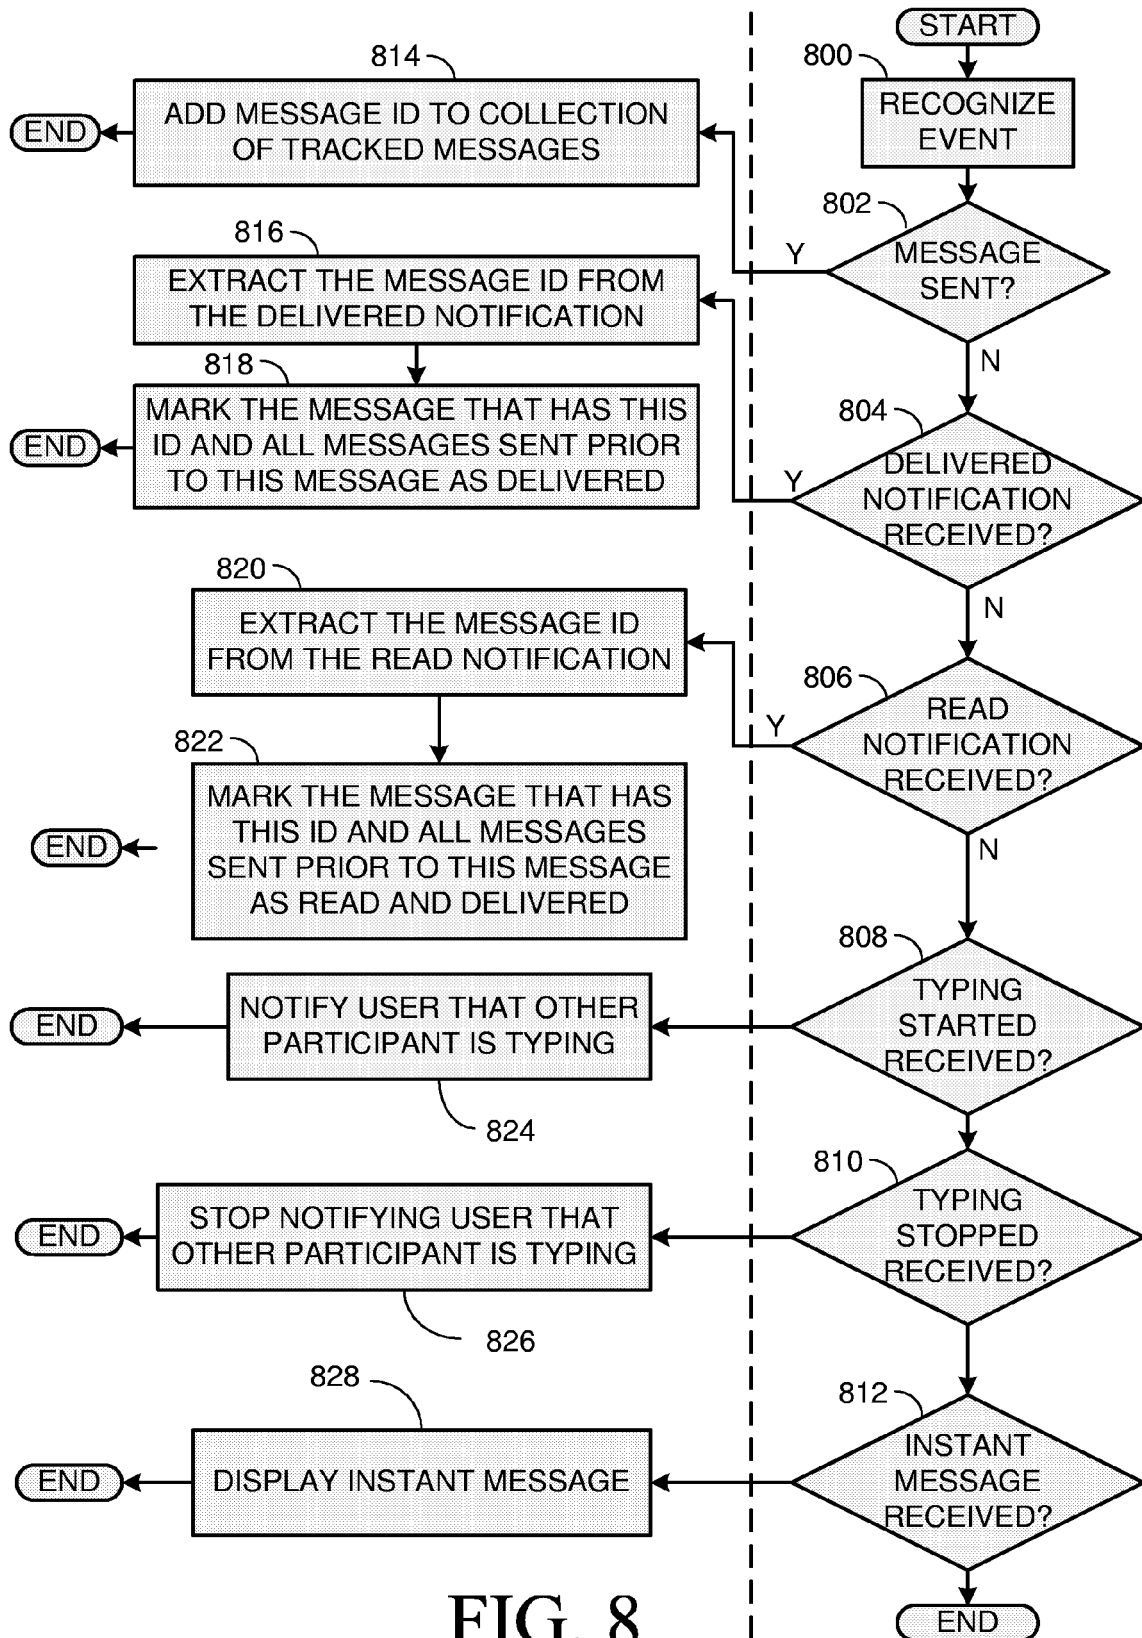 START
800
RECOGNIZE
EVENT
802
MESSAGE
SENT?
Y
N
814
ADD MESSAGE ID TO COLLECTION
OF TRACKED MESSAGES
END
804
DELIVERED
NOTIFICATION
RECEIVED?
Y
N
816
EXTRACT THE MESSAGE ID FROM
THE DELIVERED NOTIFICATION
818
MARK THE MESSAGE THAT HAS THIS
ID AND ALL MESSAGES SENT PRIOR
TO THIS MESSAGE AS DELIVERED
END
806
READ
NOTIFICATION
RECEIVED?
Y
N
820
EXTRACT THE MESSAGE ID
FROM THE READ NOTIFICATION
822
MARK THE MESSAGE THAT HAS
THIS ID AND ALL MESSAGES
SENT PRIOR TO THIS MESSAGE
AS READ AND DELIVERED
END
808
TYPING
STARTED
RECEIVED?
NOTIFY USER THAT OTHER
PARTICIPANT IS TYPING
824
END
810
TYPING
STOPPED
RECEIVED?
STOP NOTIFYING USER THAT
OTHER PARTICIPANT IS TYPING
826
END
812
INSTANT
MESSAGE
RECEIVED?
828
DISPLAY INSTANT MESSAGE
END
END
FIG. 8